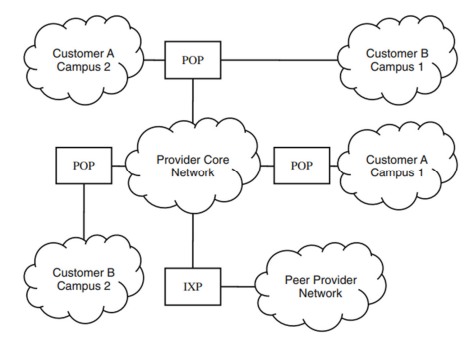 Customer A
Campus 2
POP
Customer B
Campus 1
POP
Provider Core
Network
POP
Customer A
Campus 1
Customer B
Campus 2
IXP
Peer Provider
Network